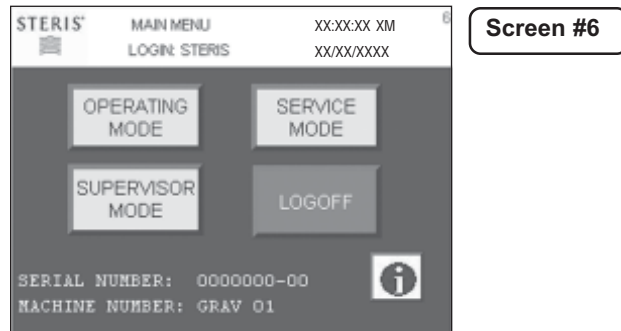 STERIS® MAIN MENU XX:XX:XX XM 6
LOGIN: STERIS XX/XX/XXXX
Screen #6
OPERATING
MODE
SERVICE
MODE
SUPERVISOR
MODE
LOGOFF
SERIAL NUMBER: 0000000-00
MACHINE NUMBER: GRAV 01
i